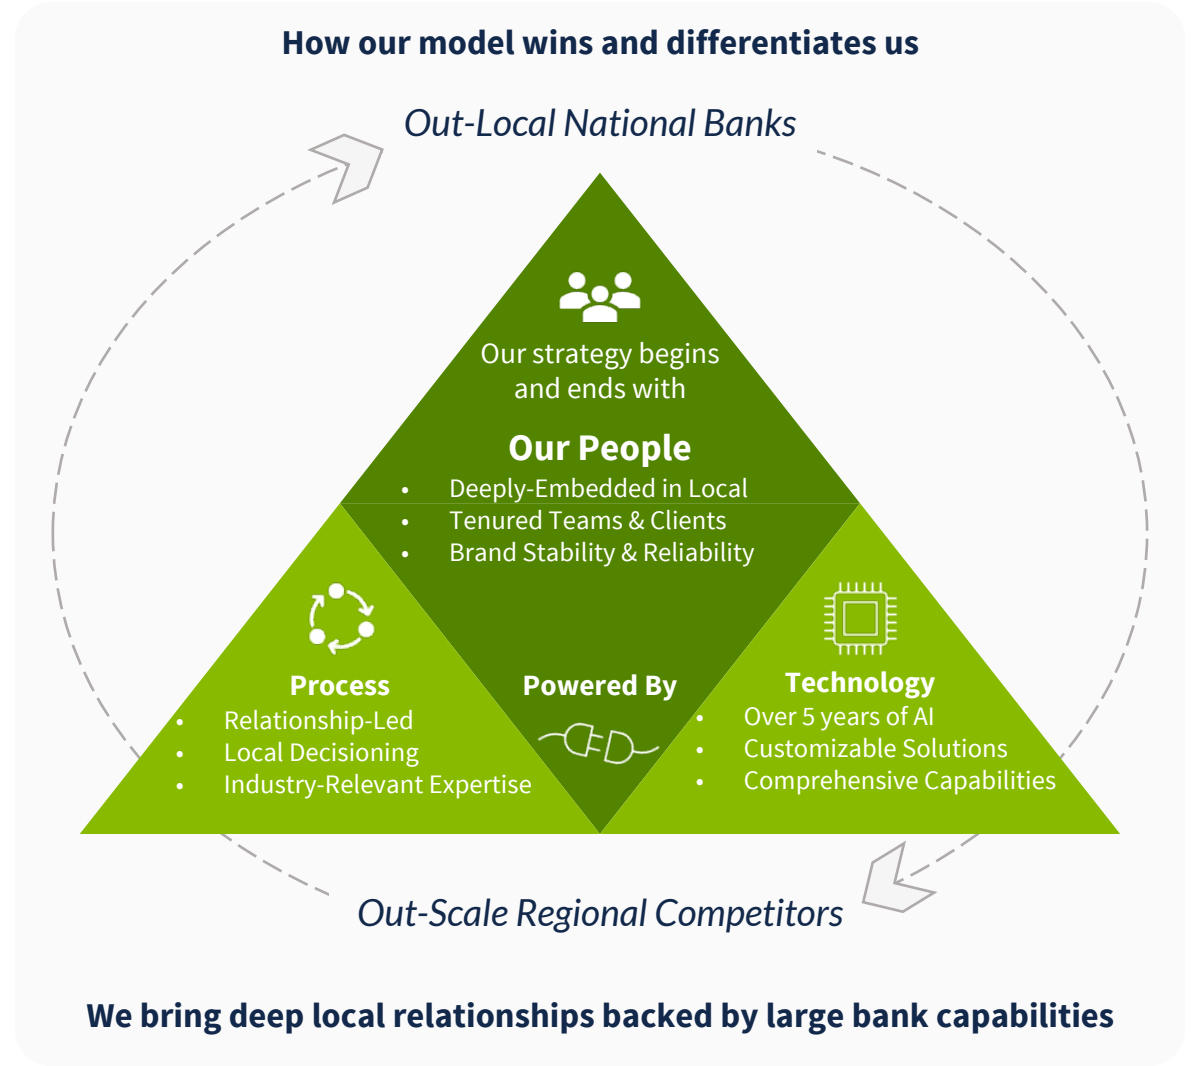 How our model wins and differentiates us
Out-Local National Banks
Our strategy begins
and ends with
Our People
• Deeply-Embedded in Local
• Tenured Teams & Clients
• Brand Stability & Reliability
Process
• Relationship-Led
• Local Decisioning
• Industry-Relevant Expertise
Powered By
Technology
• Over 5 years of AI
• Customizable Solutions
• Comprehensive Capabilities
Out-Scale Regional Competitors
We bring deep local relationships backed by large bank capabilities